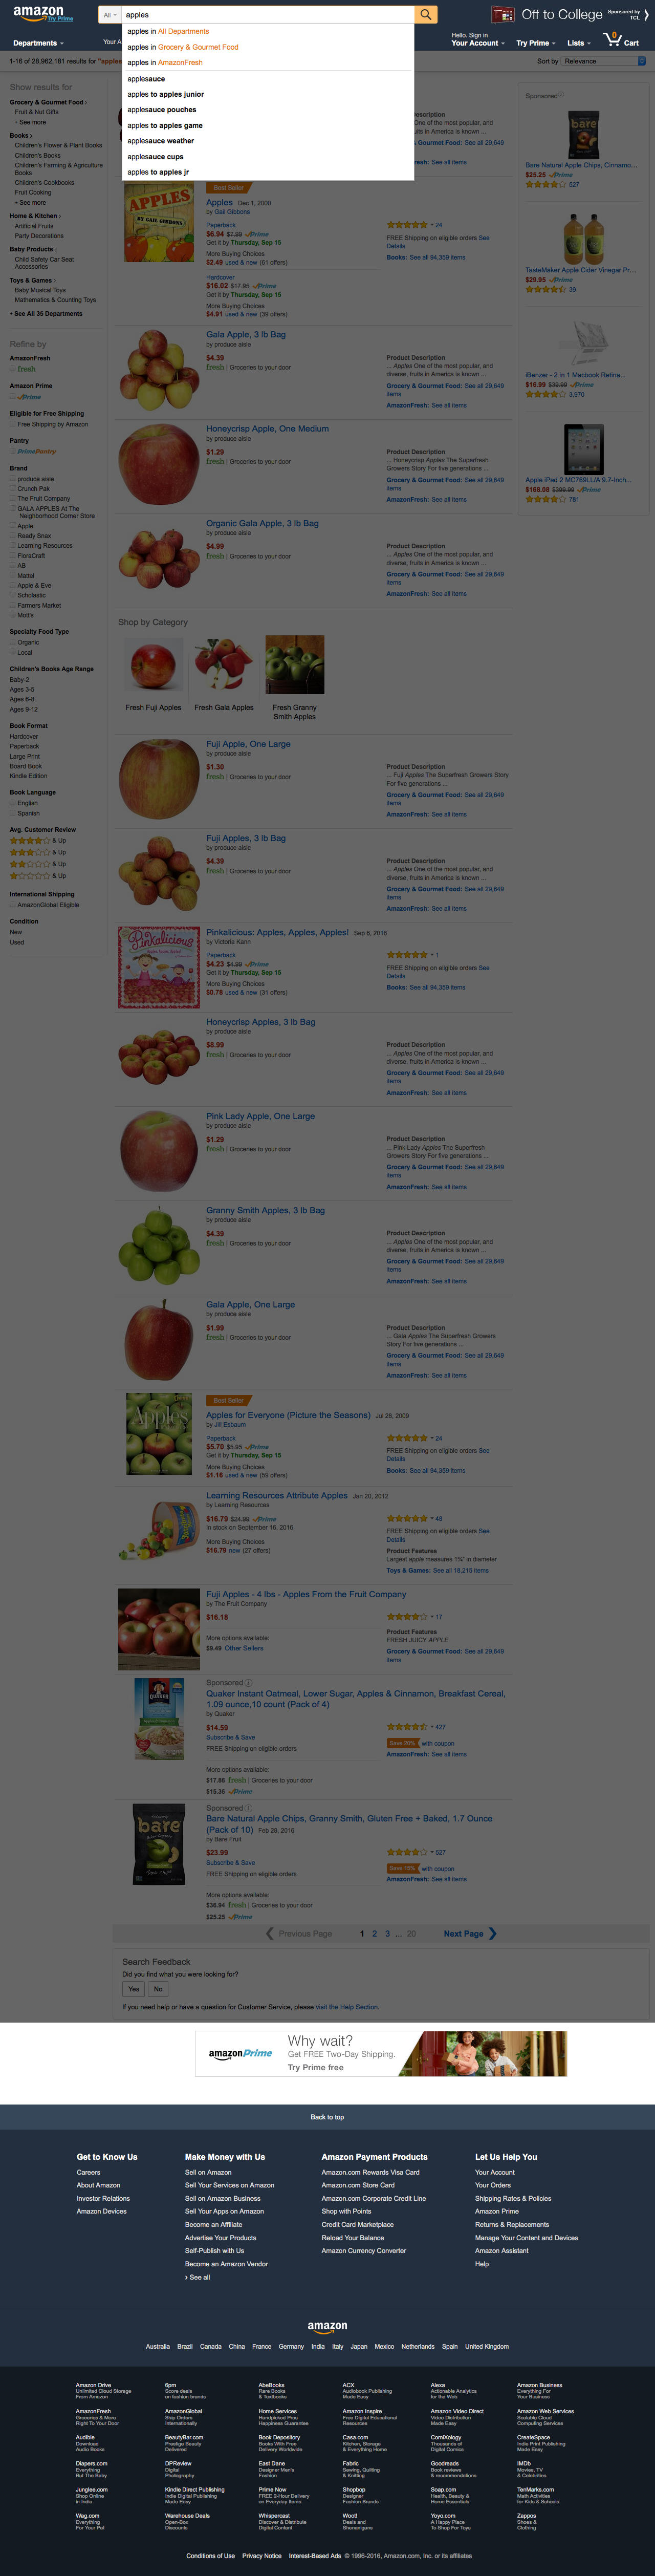 amazon
Try Prime
All
apples
Off to College
Sponsored by TCL
Departments
Your A
Hello. Sign in
Your Account
Try Prime
Lists
0
Cart
apples in All Departments
apples in Grocery & Gourmet Food
apples in AmazonFresh
applesauce
apples to apples junior
applesauce pouches
apples to apples game
applesauce weather
applesauce cups
apples to apples jr
1-16 of 26,962,181 results for "apples
Sort by
Relevance
Show results for
Grocery & Gourmet Food ›
Fruit & Nut Gifts
+ See more
Books ›
Children's Flower & Plant Books
Children's Books
Children's Farming & Agriculture
Books
Children's Cookbooks
Fruit Cooking
+ See more
Home & Kitchen ›
Artificial Fruits
Party Decorations
Baby Products ›
Child Safety Car Seat
Accessories
Toys & Games ›
Baby Musical Toys
Mathematics & Counting Toys
+ See All 35 Departments
Refine by
AmazonFresh
fresh
Amazon Prime
Prime
Eligible for Free Shipping
Free Shipping by Amazon
Pantry
PrimePantry
Brand
produce aisle
Crunch Pak
The Fruit Company
GALA APPLES At The
Neighborhood Corner Store
Apple
Ready Snax
Learning Resources
FloraCraft
AB
Mattel
Apple & Eve
Scholastic
Farmers Market
Mott's
Specialty Food Type
Organic
Local
Children's Books Age Range
Baby-2
Ages 3-5
Ages 6-8
Ages 9-12
Book Format
Hardcover
Paperback
Large Print
Board Book
Kindle Edition
Book Language
English
Spanish
Avg. Customer Review
& Up
& Up
& Up
& Up
International Shipping
AmazonGlobal Eligible
Condition
New
Used
escription
One of the most popular, and
diverse, fruits in America is known ...
Gourmet Food: See all 29,649
resh: See all items
Best Seller
APPLES
BY GAIL GIBBONS
Apples Dec 1, 2000
by Gail Gibbons
Paperback
$6.94 $7.99 Prime
Get it by Thursday, Sep 15
More Buying Choices
$2.49 used & new (61 offers)
Hardcover
$16.02 $17.95 Prime
Get it by Thursday, Sep 15
More Buying Choices
$4.91 used & new (39 offers)
24
FREE Shipping on eligible orders See
Details
Books: See all 94,359 items
Gala Apple, 3 lb Bag
by produce aisle
$4.39
fresh | Groceries to your door
Product Description
... Apples One of the most popular, and
diverse, fruits in America is known ...
Grocery & Gourmet Food: See all 29,649
items
AmazonFresh: See all items
Honeycrisp Apple, One Medium
by produce aisle
$1.29
fresh | Groceries to your door
Product Description
... Honeycrisp Apples The Superfresh
Growers Story For five generations ...
Grocery & Gourmet Food: See all 29,649
items
AmazonFresh: See all items
Organic Gala Apple, 3 lb Bag
by produce aisle
$4.99
fresh | Groceries to your door
Product Description
... Apples One of the most popular, and
diverse, fruits in America is known ...
Grocery & Gourmet Food: See all 29,649
items
AmazonFresh: See all items
Shop by Category
Fresh Fuji Apples
Fresh Gala Apples
Fresh Granny
Smith Apples
Fuji Apple, One Large
by produce aisle
$1.30
fresh | Groceries to your door
Product Description
... Fuji Apples The Superfresh Growers Story
For five generations ...
Grocery & Gourmet Food: See all 29,649
items
AmazonFresh: See all items
Fuji Apples, 3 lb Bag
by produce aisle
$4.39
fresh | Groceries to your door
Product Description
... Apples One of the most popular, and
diverse, fruits in America is known ...
Grocery & Gourmet Food: See all 29,649
items
AmazonFresh: See all items
Pinkalicious
Pinkalicious: Apples, Apples, Apples! Sep 6, 2016
by Victoria Kann
Paperback
$4.23 $4.99 Prime
Get it by Thursday, Sep 15
More Buying Choices
$0.78 used & new (31 offers)
1
FREE Shipping on eligible orders See
Details
Books: See all 94,359 items
Honeycrisp Apples, 3 lb Bag
by produce aisle
$8.99
fresh | Groceries to your door
Product Description
... Apples One of the most popular, and
diverse, fruits in America is known ...
Grocery & Gourmet Food: See all 29,649
items
AmazonFresh: See all items
Pink Lady Apple, One Large
by produce aisle
$1.29
fresh | Groceries to your door
Product Description
... Pink Lady Apples The Superfresh
Growers Story For five generations ...
Grocery & Gourmet Food: See all 29,649
items
AmazonFresh: See all items
Granny Smith Apples, 3 lb Bag
by produce aisle
$4.39
fresh | Groceries to your door
Product Description
... Apples One of the most popular, and
diverse, fruits in America is known ...
Grocery & Gourmet Food: See all 29,649
items
AmazonFresh: See all items
Gala Apple, One Large
by produce aisle
$1.99
fresh | Groceries to your door
Product Description
... Gala Apples The Superfresh Growers
Story For five generations ...
Grocery & Gourmet Food: See all 29,649
items
AmazonFresh: See all items
Best Seller
Apples
Apples for Everyone (Picture the Seasons) Jul 28, 2009
by Jill Esbaum
Paperback
$5.70 $5.95 Prime
Get it by Thursday, Sep 15
More Buying Choices
$1.16 used & new (59 offers)
24
FREE Shipping on eligible orders See
Details
Books: See all 94,359 items
Learning Resources Attribute Apples Jan 20, 2012
by Learning Resources
$16.79 $24.99 Prime
In stock on September 16, 2016
More Buying Choices
$16.79 new (27 offers)
49
FREE Shipping on eligible orders See
Details
Product Features
Largest apple measures 1¾" in diameter
Toys & Games: See all 18,215 items
Fuji Apples - 4 lbs - Apples From the Fruit Company
by The Fruit Company
$16.18
More options available:
$9.49 Other Sellers
17
Product Features
FRESH JUICY APPLE
Grocery & Gourmet Food: See all 29,649
items
Sponsored
QUAKER
Quaker Instant Oatmeal, Lower Sugar, Apples & Cinnamon, Breakfast Cereal,
1.09 ounce,10 count (Pack of 4)
by Quaker
$14.59
Subscribe & Save
FREE Shipping on eligible orders
More options available:
$17.86 fresh | Groceries to your door
$15.36 Prime
427
Save 20% with coupon
AmazonFresh: See all items
Sponsored
bare
Bare Natural Apple Chips, Granny Smith, Gluten Free + Baked, 1.7 Ounce
(Pack of 10) Feb 28, 2016
by Bare Fruit
$23.99
Subscribe & Save
FREE Shipping on eligible orders
More options available:
$36.94 fresh | Groceries to your door
$25.25 Prime
527
Save 15% with coupon
AmazonFresh: See all items
Sponsored
bare
Bare Natural Apple Chips, Cinnamo...
$25.25 Prime
527
TasteMaker Apple Cider Vinegar Pr...
$29.95 Prime
39
iBenzer - 2 in 1 Macbook Retina...
$16.99 $39.99 Prime
3,970
Apple iPad 2 MC769LL/A 9.7-Inch...
$168.08 $399.99 Prime
781
Previous Page
1 2 3 ... 20
Next Page
Search Feedback
Did you find what you were looking for?
Yes
No
If you need help or have a question for Customer Service, please visit the Help Section.
amazonPrime
Why wait?
Get FREE Two-Day Shipping.
Try Prime free
Back to top
Get to Know Us
Careers
About Amazon
Investor Relations
Amazon Devices
Make Money with Us
Sell on Amazon
Sell Your Services on Amazon
Sell on Amazon Business
Sell Your Apps on Amazon
Become an Affiliate
Advertise Your Products
Self-Publish with Us
Become an Amazon Vendor
› See all
Amazon Payment Products
Amazon.com Rewards Visa Card
Amazon.com Store Card
Amazon.com Corporate Credit Line
Shop with Points
Credit Card Marketplace
Reload Your Balance
Amazon Currency Converter
Let Us Help You
Your Account
Your Orders
Shipping Rates & Policies
Amazon Prime
Returns & Replacements
Manage Your Content and Devices
Amazon Assistant
Help
amazon
Australia Brazil Canada China France Germany India Italy Japan Mexico Netherlands Spain United Kingdom
Amazon Drive
Unlimited Cloud Storage
From Amazon
6pm
Score deals
on fashion brands
AbeBooks
Rare Books
& Textbooks
ACX
Audiobook Publishing
Made Easy
Alexa
Actionable Analytics
for the Web
Amazon Business
Everything For
Your Business
AmazonFresh
Groceries & More
Right To Your Door
AmazonGlobal
Ship Orders
Internationally
Home Services
Handpicked Pros
Happiness Guarantee
Amazon Inspire
Free Digital Educational
Resources
Amazon Video Direct
Video Distribution
Made Easy
Amazon Web Services
Scalable Cloud
Computing Services
Audible
Download
Audio Books
BeautyBar.com
Prestige Beauty
Delivered
Book Depository
Books With Free
Delivery Worldwide
Casa.com
Kitchen, Storage
& Everything Home
ComiXology
Thousands of
Digital Comics
CreateSpace
Indie Print Publishing
Made Easy
Diapers.com
Everything
But The Baby
DPReview
Digital
Photography
East Dane
Designer Men's
Fashion
Fabric
Sewing, Quilting
& Knitting
Goodreads
Book reviews
& recommendations
IMDb
Movies, TV
& Celebrities
Junglee.com
Shop Online
in India
Kindle Direct Publishing
Indie Digital Publishing
Made Easy
Prime Now
FREE 2-Hour Delivery
on Everyday Items
Shopbop
Designer
Fashion Brands
Soap.com
Health, Beauty &
Home Essentials
TenMarks.com
Math Activities
for Kids & Schools
Wag.com
Everything
For Your Pet
Warehouse Deals
Open-Box
Discounts
Whispercast
Discover & Distribute
Digital Content
Woot!
Deals and
Shenanigans
Yoyo.com
A Happy Place
To Shop For Toys
Zappos
Shoes &
Clothing
Conditions of Use Privacy Notice Interest-Based Ads © 1996-2016, Amazon.com, Inc. or its affiliates